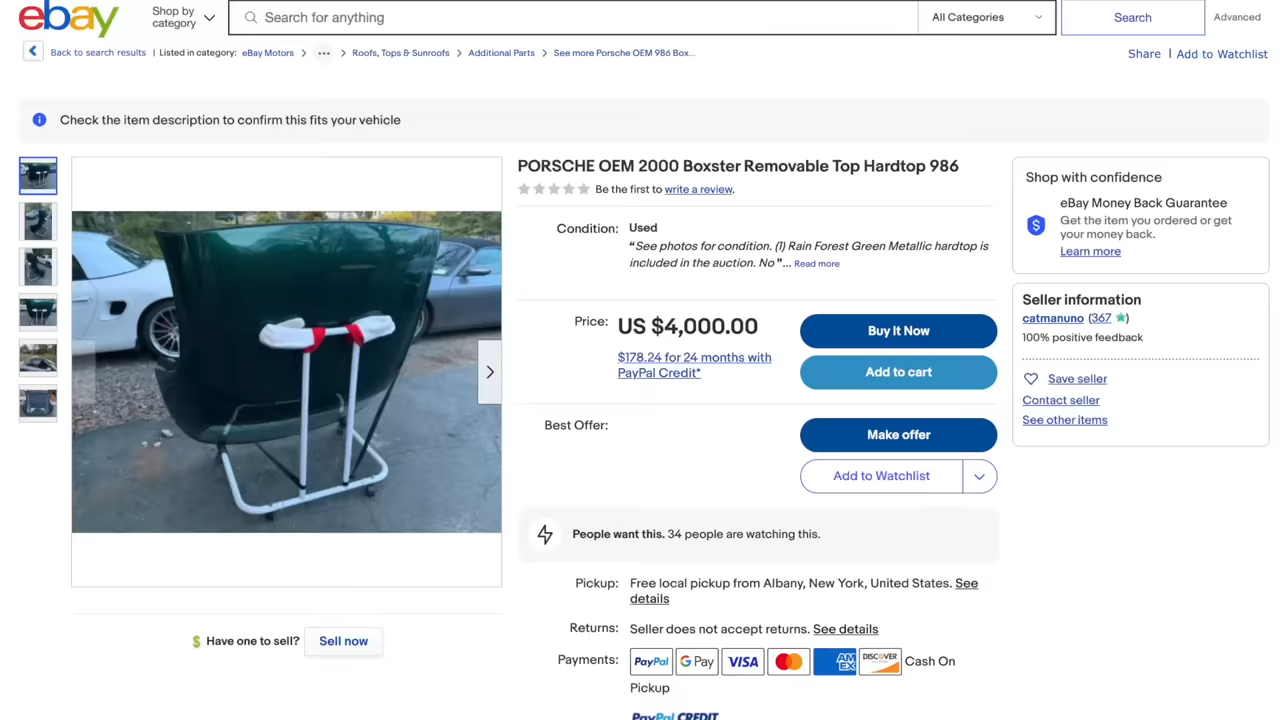 ebay
Shop by
category
Search for anything
All Categories
Search
Advanced
Back to search results | Listed in category: eBay Motors > ••• > Roofs, Tops & Sunroofs > Additional Parts > See more Porsche OEM 986 Box...
Share | Add to Watchlist
Check the item description to confirm this fits your vehicle
PORSCHE OEM 2000 Boxster Removable Top Hardtop 986
Be the first to write a review.
Condition: Used
“See photos for condition. (1) Rain Forest Green Metallic hardtop is
included in the auction. No”... Read more
Price: US $4,000.00
Buy It Now
$178.24 for 24 months with
PayPal Credit*
Add to cart
Best Offer:
Make offer
Add to Watchlist
People want this. 34 people are watching this.
Pickup: Free local pickup from Albany, New York, United States. See
details
Returns: Seller does not accept returns. See details
Payments: PayPal G Pay VISA AM EX DISCOVER Cash On
Pickup
PayPal CREDIT
Shop with confidence
eBay Money Back Guarantee
Get the item you ordered or get
your money back.
Learn more
Seller information
catmanuno (367)
100% positive feedback
Save seller
Contact seller
See other items
Have one to sell? Sell now